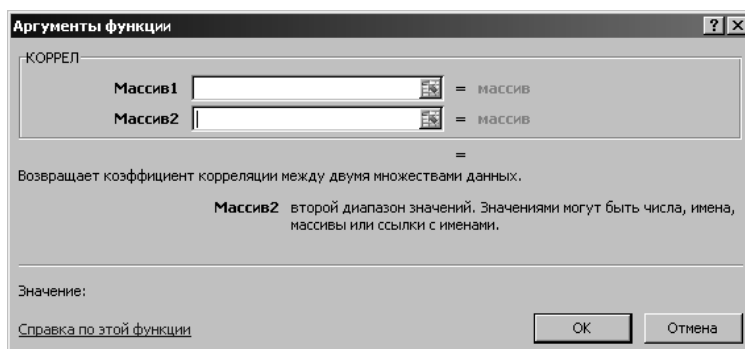 Аргументы функции
КОРРЕЛ
Массив1 = массив
Массив2 = массив
=
Возвращает коэффициент корреляции между двумя множествами данных.
Массив2 второй диапазон значений. Значениями могут быть числа, имена,
массивы или ссылки с именами.
Значение:
Справка по этой функции ОК Отмена